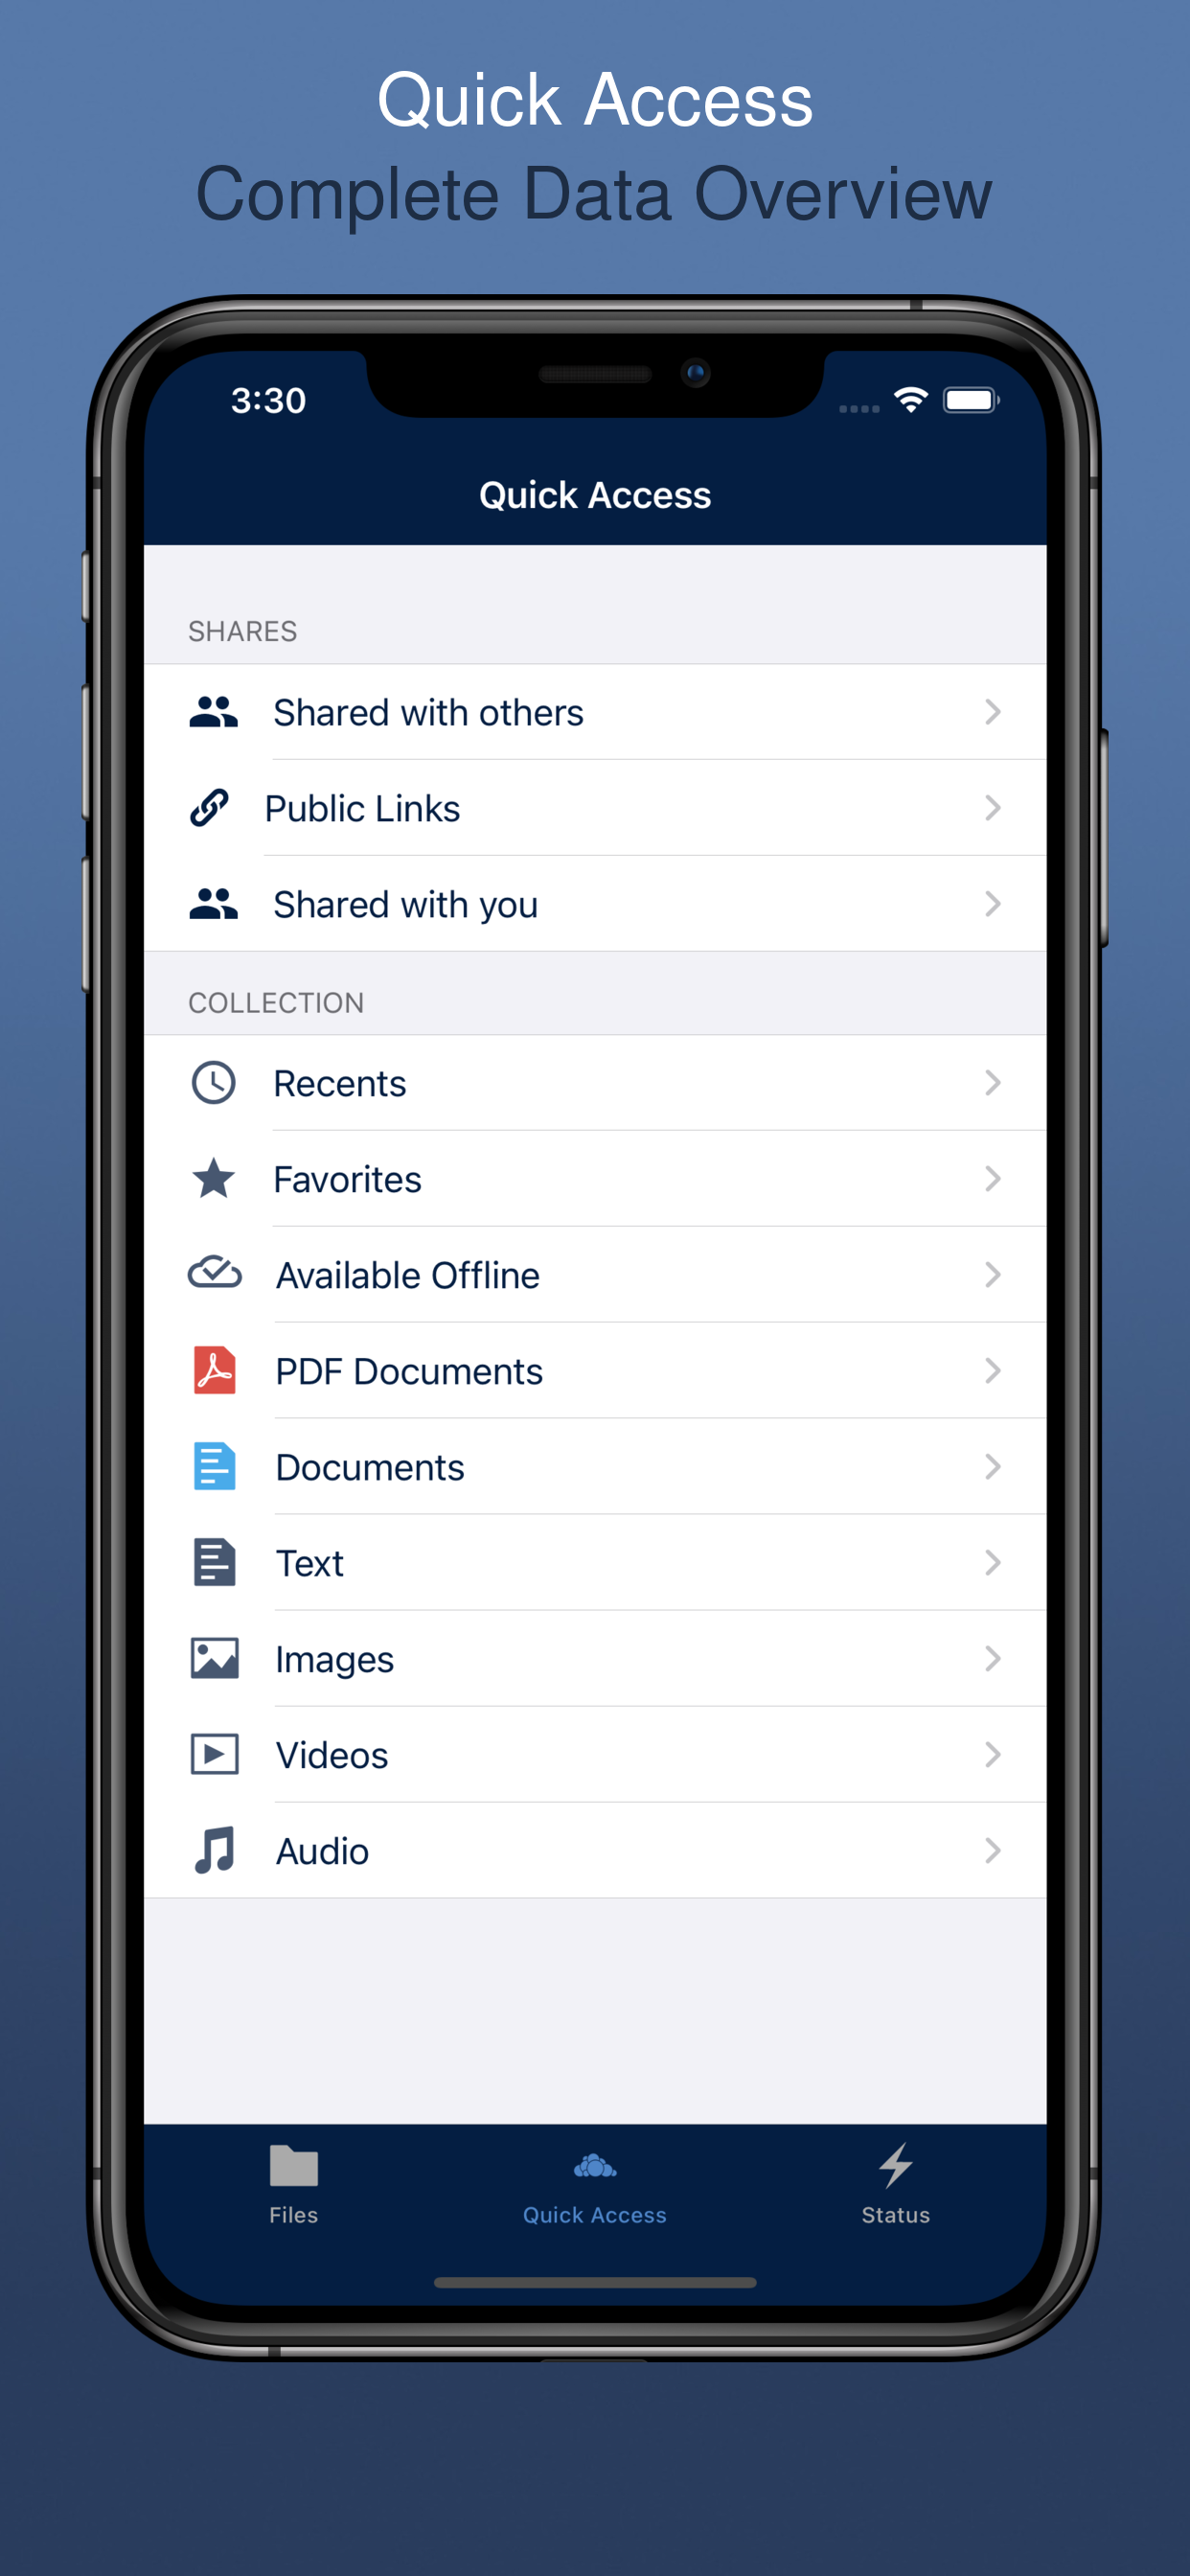 Quick Access
Complete Data Overview
3:30
Quick Access
SHARES
Shared with others
Public Links
Shared with you
COLLECTION
Recents
Favorites
Available Offline
PDF Documents
Documents
Text
Images
Videos
Audio
Files
Quick Access
Status